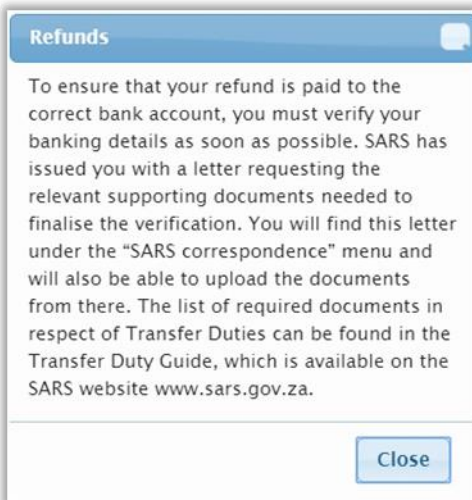 Refunds
To ensure that your refund is paid to the
correct bank account, you must verify your
banking details as soon as possible. SARS has
issued you with a letter requesting the
relevant supporting documents needed to
finalise the verification. You will find this letter
under the “SARS correspondence” menu and
will also be able to upload the documents
from there. The list of required documents in
respect of Transfer Duties can be found in the
Transfer Duty Guide, which is available on the
SARS website www.sars.gov.za.
Close